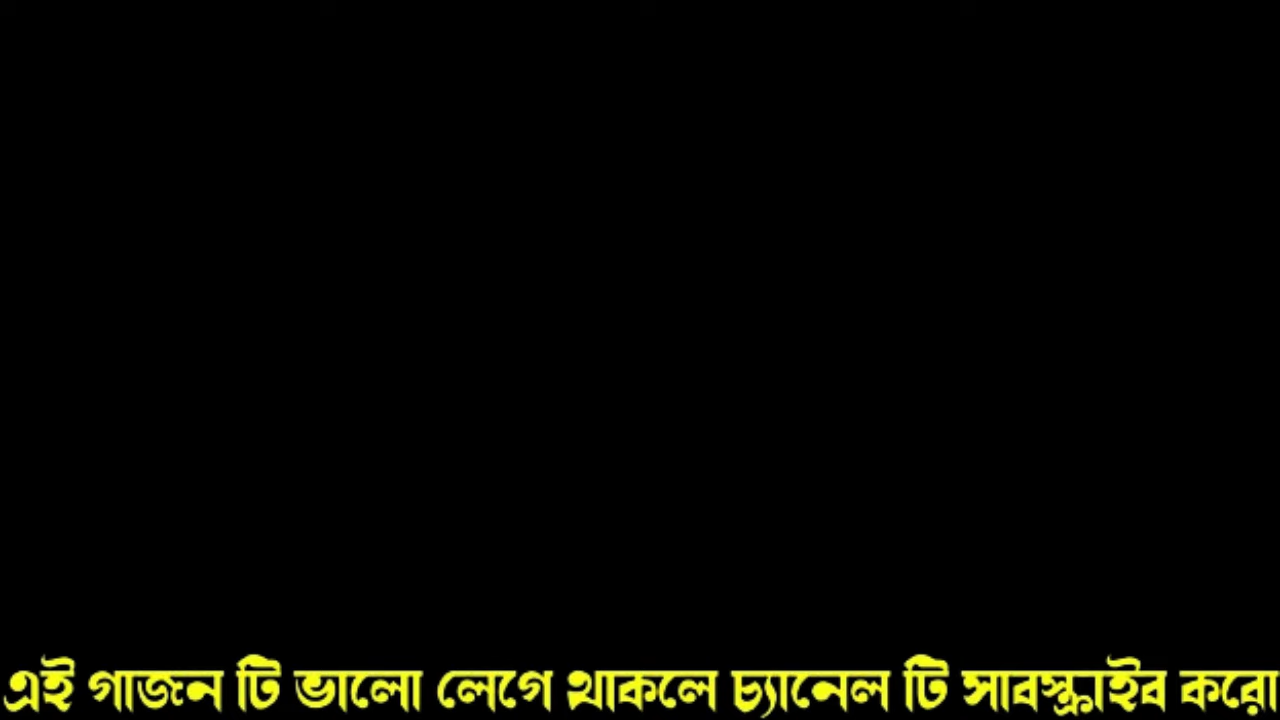 এই গাজন টি ভালো লেগে থাকলে চ্যানেল টি সাবস্ক্রাইব করো